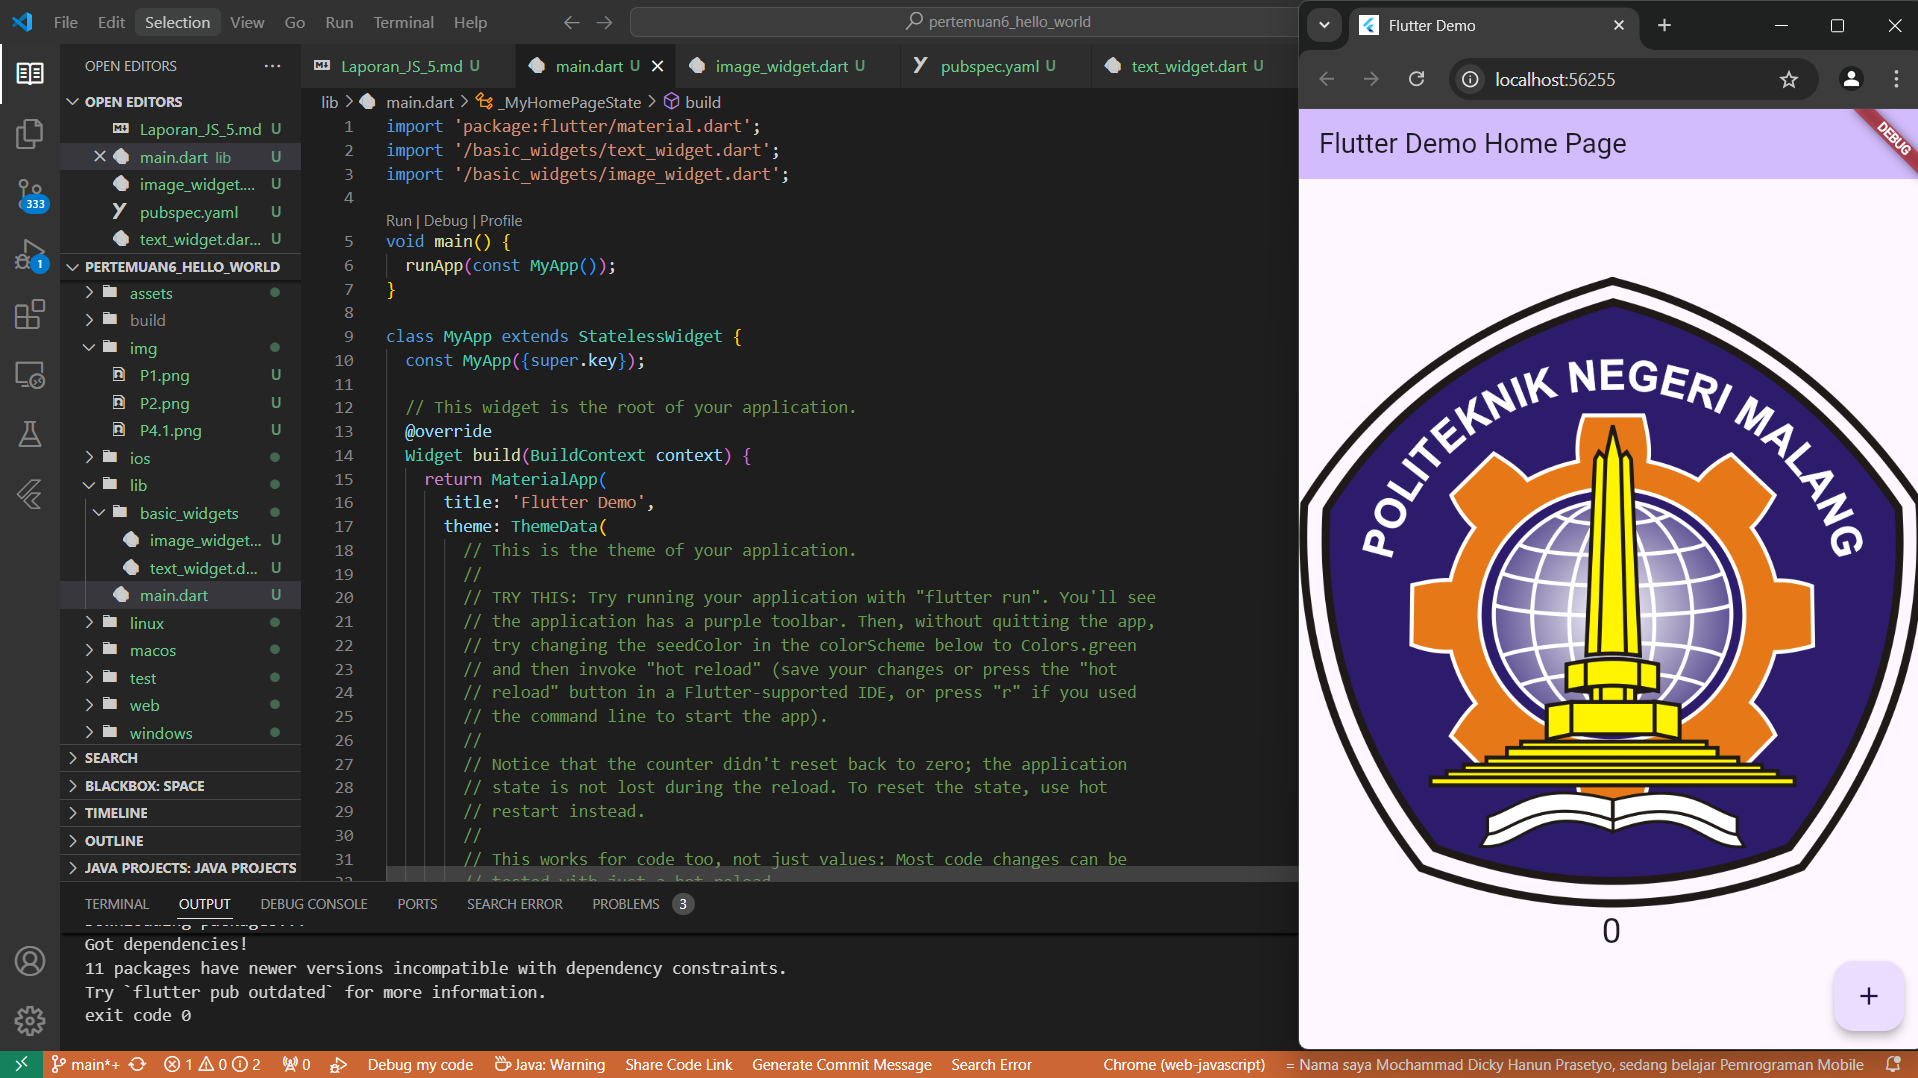 File Edit Selection View Go Run Terminal Help
pertemuan6_hello_world
OPEN EDITORS
Laporan_JS_5.md U
main.dart U
image_widget.dart U
pubspec.yaml U
text_widget.dart U
lib > main.dart > _MyHomePageState > build
OPEN EDITORS
Laporan_JS_5.md U
main.dart lib U
image_widget.... U
pubspec.yaml U
text_widget.dar... U
333
1
PERTEMUAN6_HELLO_WORLD
assets
build
img
P1.png U
P2.png U
P4.1.png U
ios
lib
basic_widgets
image_widget... U
text_widget.d... U
main.dart U
linux
macos
test
web
windows
SEARCH
BLACKBOX: SPACE
TIMELINE
OUTLINE
JAVA PROJECTS: JAVA PROJECTS
1 import 'package:flutter/material.dart';
2 import '/basic_widgets/text_widget.dart';
3 import '/basic_widgets/image_widget.dart';
4
Run | Debug | Profile
5 void main() {
6 runApp(const MyApp());
7 }
8
9 class MyApp extends StatelessWidget {
10 const MyApp({super.key});
11
12 // This widget is the root of your application.
13 @override
14 Widget build(BuildContext context) {
15 return MaterialApp(
16 title: 'Flutter Demo',
17 theme: ThemeData(
18 // This is the theme of your application.
19 //
20 // TRY THIS: Try running your application with "flutter run". You'll see
21 // the application has a purple toolbar. Then, without quitting the app,
22 // try changing the seedColor in the colorScheme below to Colors.green
23 // and then invoke "hot reload" (save your changes or press the "hot
24 // reload" button in a Flutter-supported IDE, or press "r" if you used
25 // the command line to start the app).
26 //
27 // Notice that the counter didn't reset back to zero; the application
28 // state is not lost during the reload. To reset the state, use hot
29 // restart instead.
30 //
31 // This works for code too, not just values: Most code changes can be
TERMINAL OUTPUT DEBUG CONSOLE PORTS SEARCH ERROR PROBLEMS 3
Got dependencies!
11 packages have newer versions incompatible with dependency constraints.
Try `flutter pub outdated` for more information.
exit code 0
Flutter Demo
localhost:56255
Flutter Demo Home Page
DEBUG
POLITEKNIK NEGERI MALANG
0
+
main*+ 1 0 2 0 Debug my code Java: Warning Share Code Link Generate Commit Message Search Error Chrome (web-javascript) = Nama saya Mochammad Dicky Hanun Prasetyo, sedang belajar Pemrograman Mobile